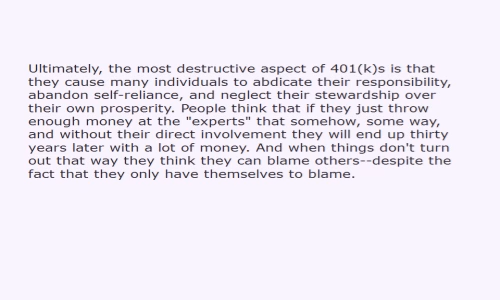 Ultimately, the most destructive aspect of 401(k)s is that
they cause many individuals to abdicate their responsibility,
abandon self-reliance, and neglect their stewardship over
their own prosperity. People think that if they just throw
enough money at the "experts" that somehow, some way,
and without their direct involvement they will end up thirty
years later with a lot of money. And when things don't turn
out that way they think they can blame others--despite the
fact that they only have themselves to blame.